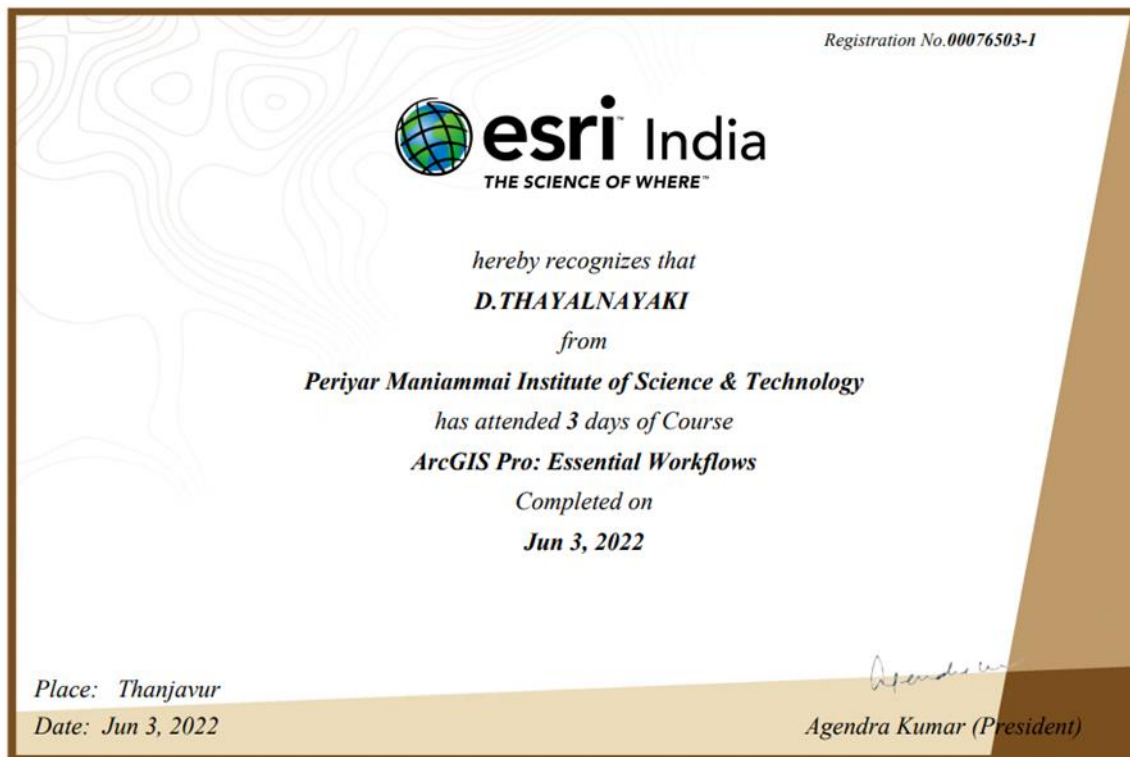 Registration No.00076503-1
esri™ India
THE SCIENCE OF WHERE™
hereby recognizes that
D.THAYALNAYAKI
from
Periyar Maniammai Institute of Science & Technology
has attended 3 days of Course
ArcGIS Pro: Essential Workflows
Completed on
Jun 3, 2022
Place: Thanjavur
Date: Jun 3, 2022
Agendra Kumar (President)